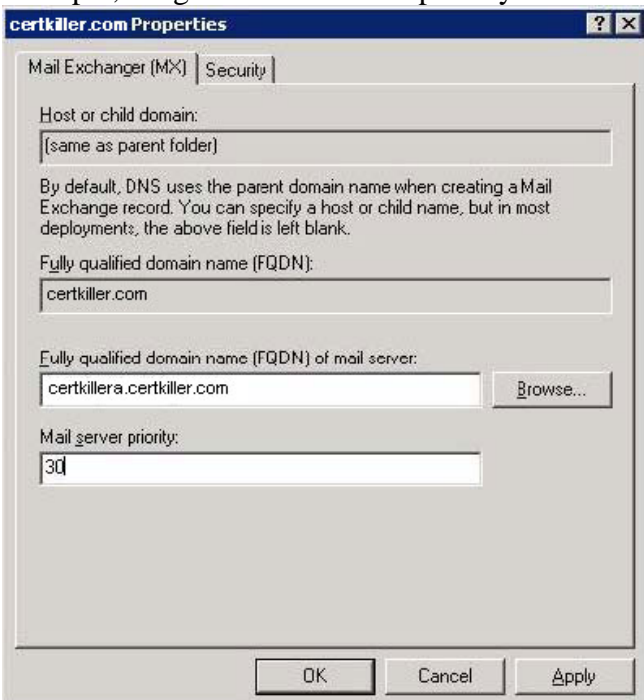 certkiller.com Properties
Mail Exchanger (MX)
Security
Host or child domain:
(same as parent folder)
By default, DNS uses the parent domain name when creating a Mail
Exchange record. You can specify a host or child name, but in most
deployments, the above field is left blank.
Fully qualified domain name (FQDN):
certkiller.com
Fully qualified domain name (FQDN) of mail server:
certkillera.certkiller.com
Browse...
Mail server priority:
30
OK
Cancel
Apply